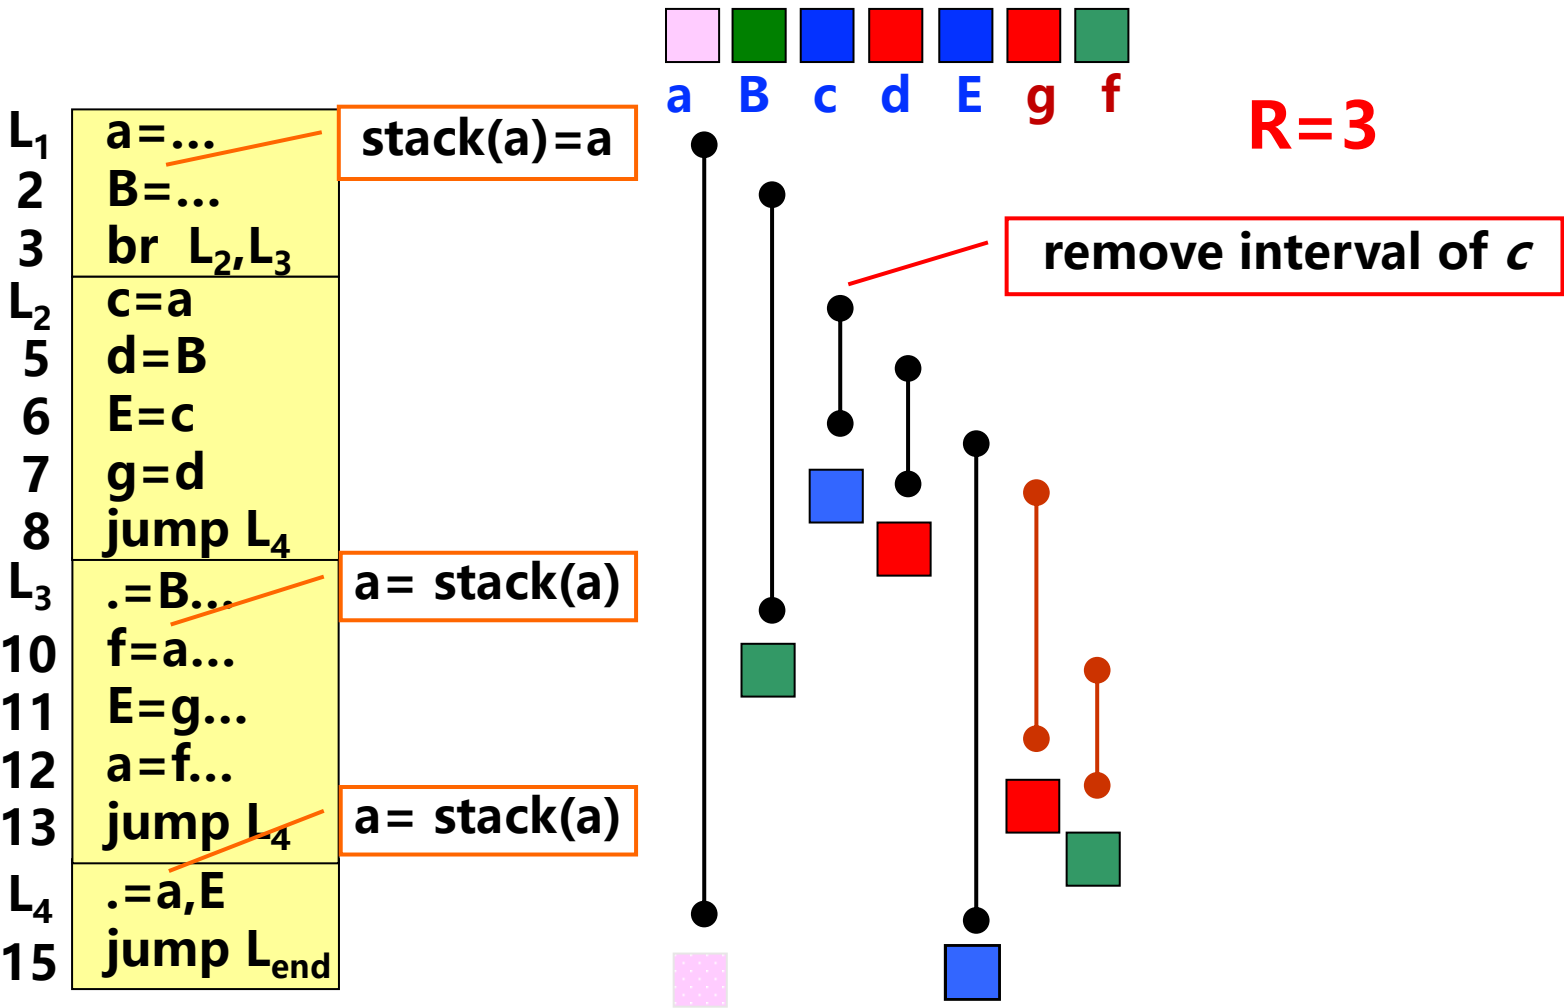 a B c d E g f
R=3
L1 a=...
2 B=...
3 br L2,L3
L2 c=a
5 d=B
6 E=c
7 g=d
8 jump L4
L3 .=B...
10 f=a...
11 E=g...
12 a=f...
13 jump L4
L4 .=a,E
15 jump Lend
stack(a)=a
a= stack(a)
a= stack(a)
remove interval of c